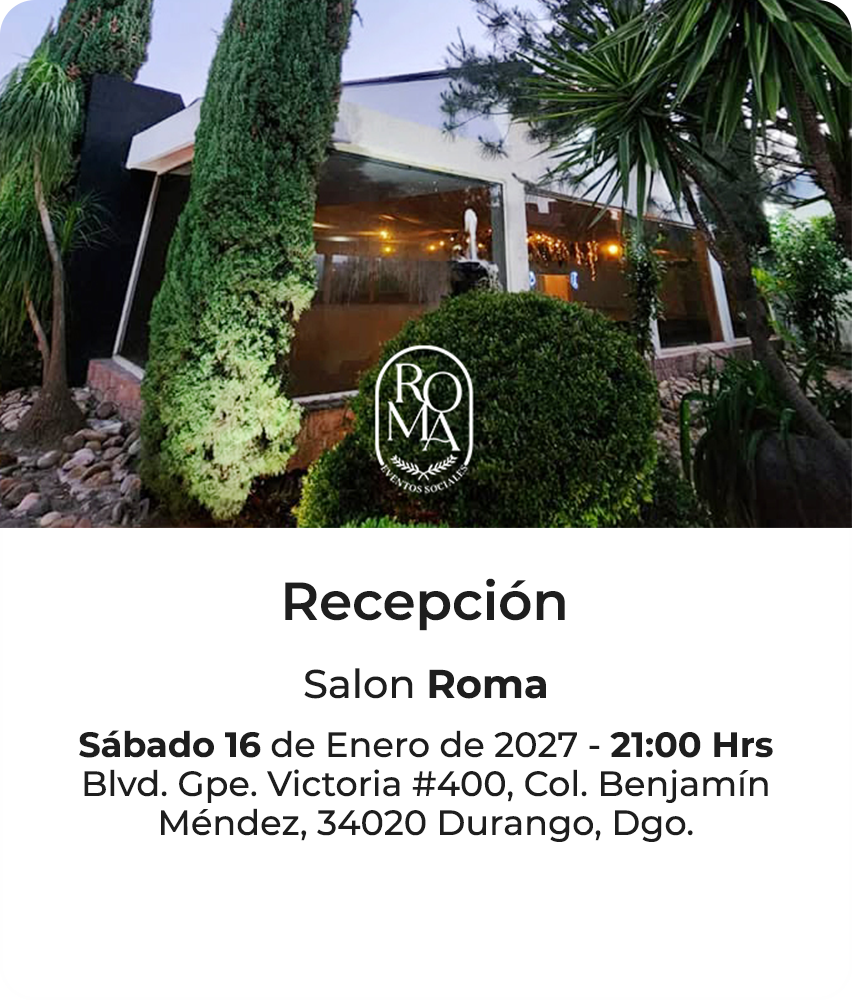 ROMA
EVENTOS SOCIALES
Recepción
Salon Roma
Sábado 16 de Enero de 2027 - 21:00 Hrs
Blvd. Gpe. Victoria #400, Col. Benjamín
Méndez, 34020 Durango, Dgo.